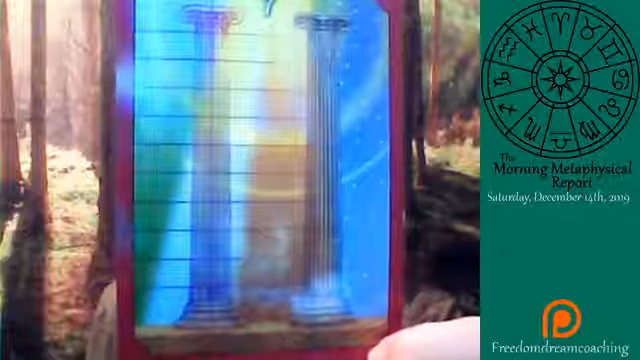 The
Morning Metaphysical
Report
Saturday, December 14th, 2019
Freedomdreamcoaching